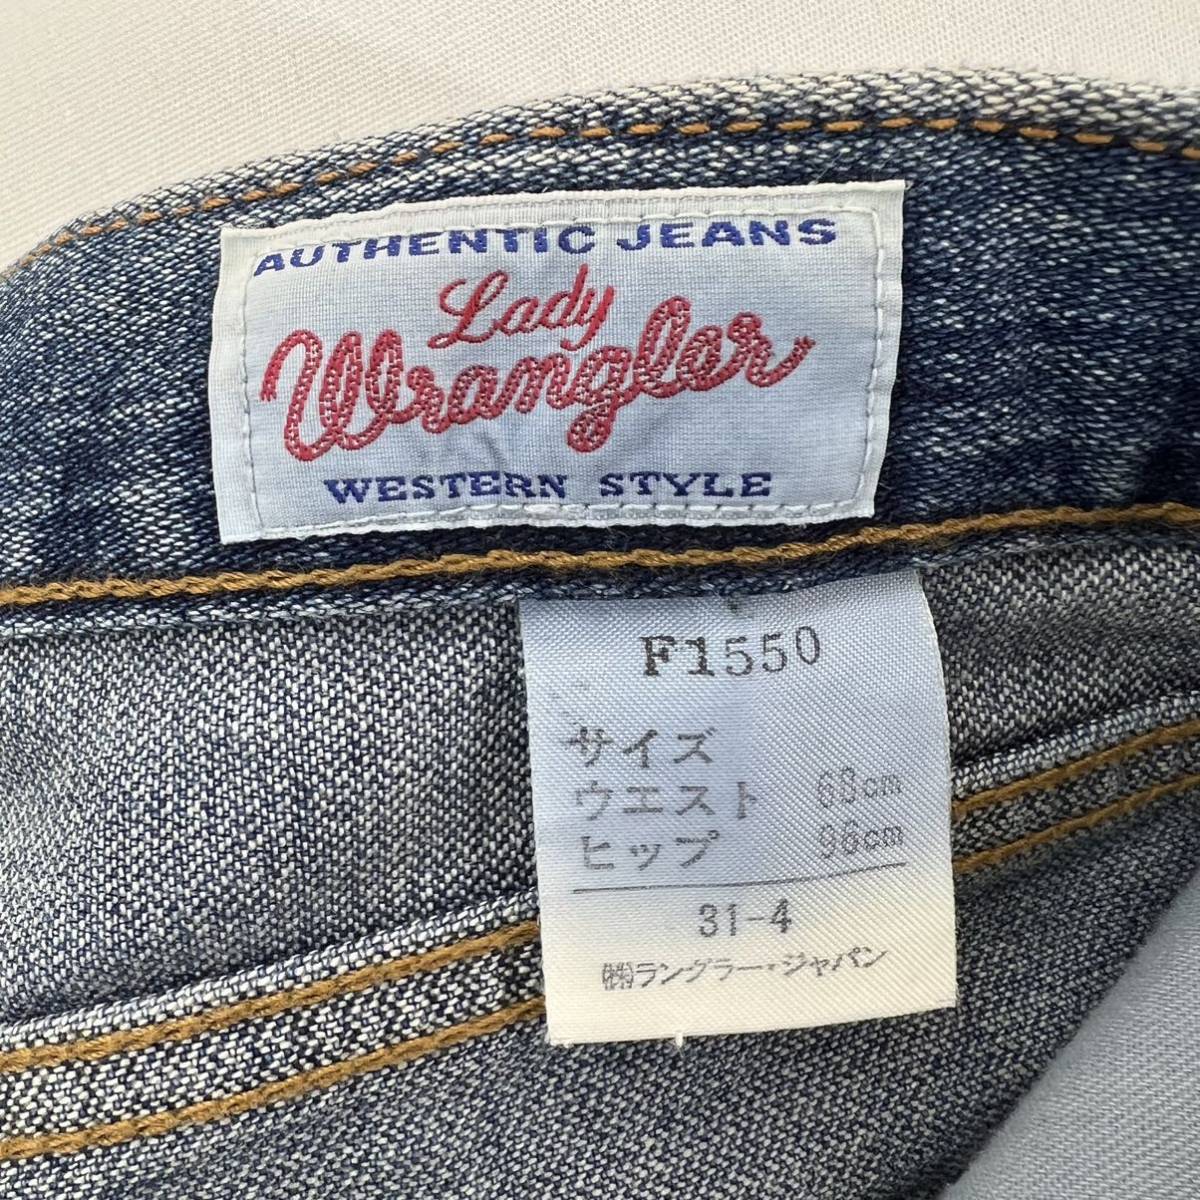 AUTHENTIC JEANS
Lady
Wrangler
WESTERN STYLE
F1550
サイズ
ウエスト 63cm
ヒップ 96cm
31-4
㈱ラングラー・ジャパン